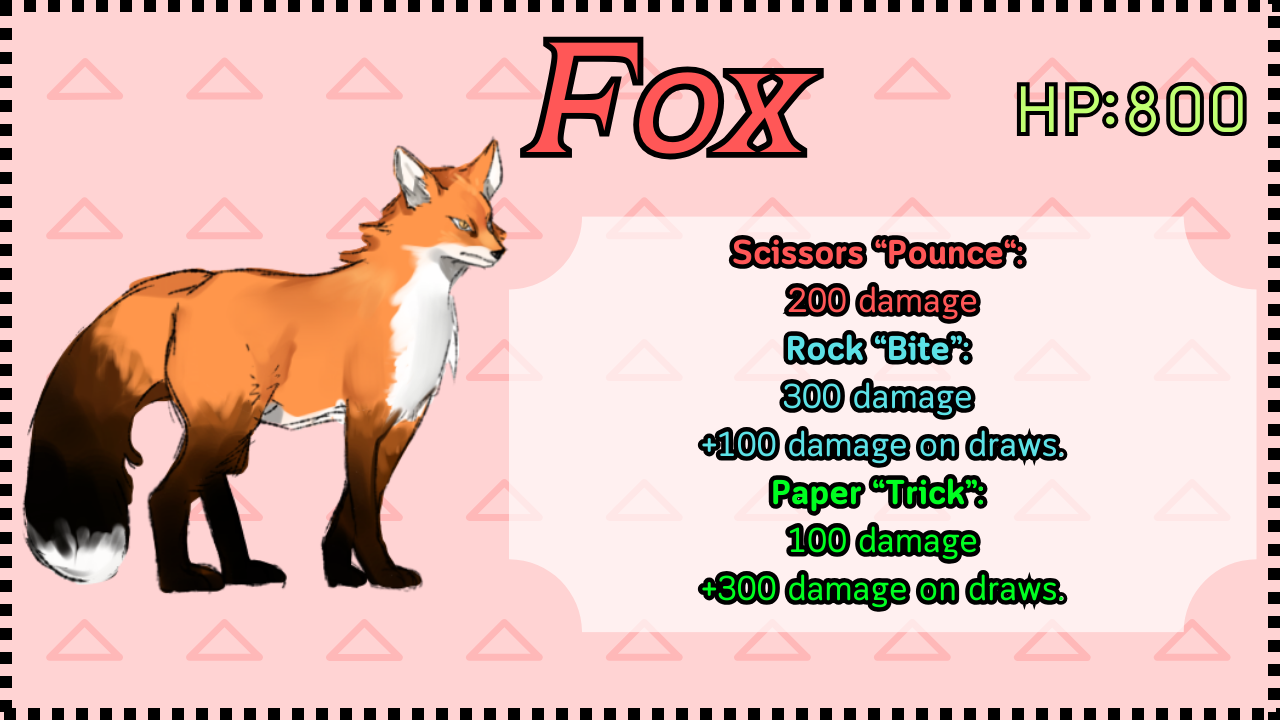 Fox
HP:800
Scissors “Pounce“:
200 damage
Rock “Bite”:
300 damage
+100 damage on draws.
Paper “Trick”:
100 damage
+300 damage on draws.